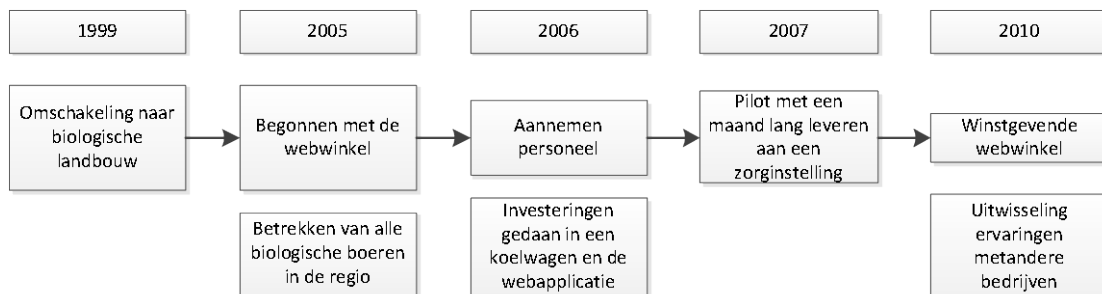 1999
2005
2006
2007
2010
Omschakeling naar
biologische
landbouw
Begonnen met de
webwinkel
Aannemen
personeel
Pilot met een
maand lang leveren
aan een
zorginstelling
Winstgevende
webwinkel
Betrekken van alle
biologische boeren
in de regio
Investeringen
gedaan in een
koelwagen en de
webapplicatie
Uitwisseling
ervaringen
metandere
bedrijven